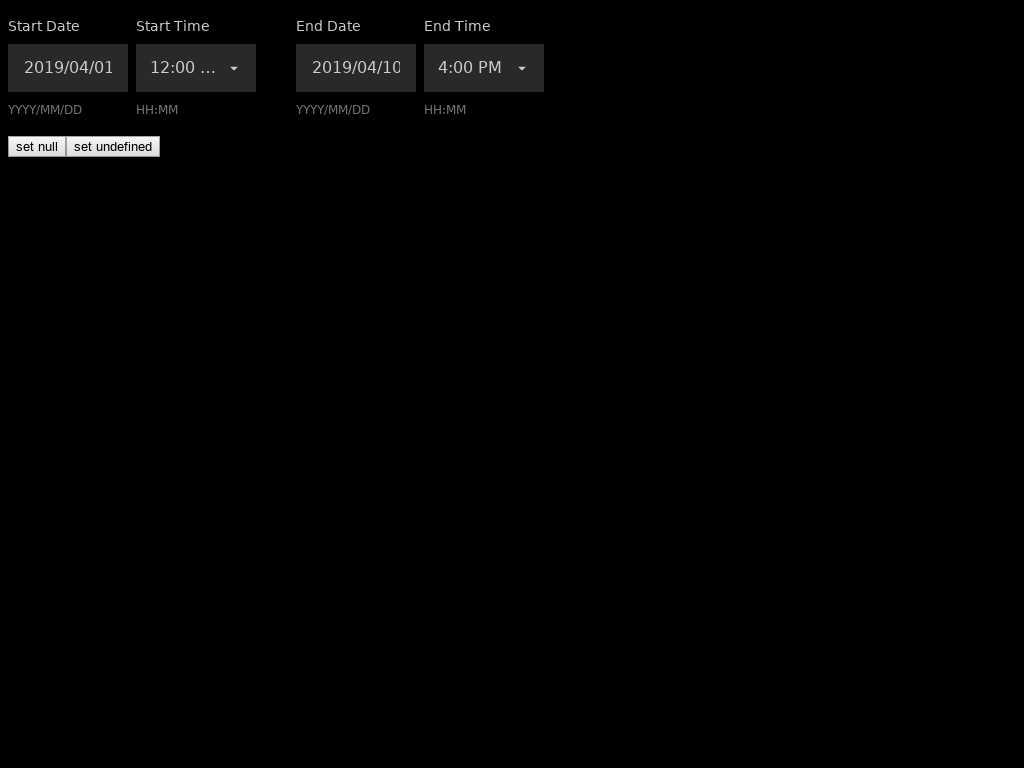 Start Date Start Time End Date End Time
2019/04/01 12:00 ... 2019/04/10 4:00 PM
YYYY/MM/DD HH:MM YYYY/MM/DD HH:MM
set null set undefined